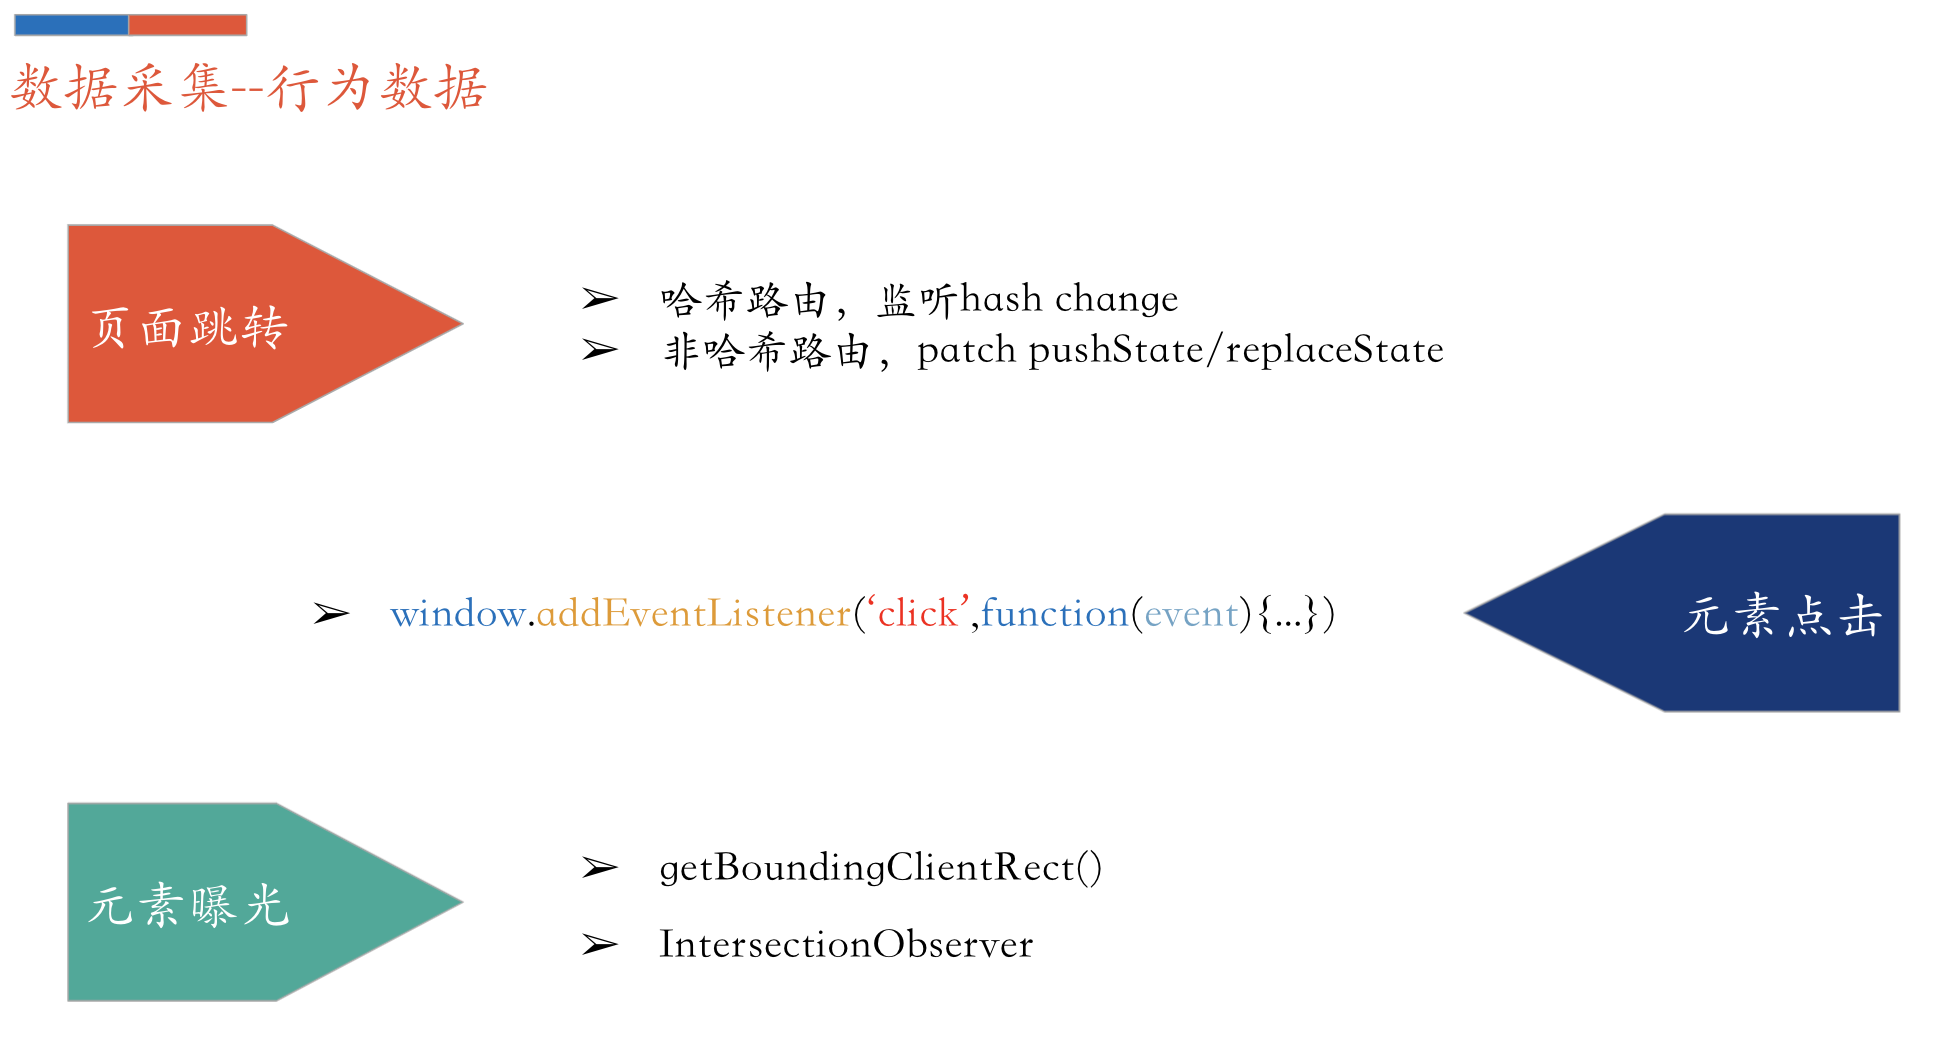 数据采集--行为数据
页面跳转
➢ 哈希路由，监听hash change
➢ 非哈希路由，patch pushState/replaceState
➢ window.addEventListener(‘click’,function(event){...})
元素点击
元素曝光
➢ getBoundingClientRect()
➢ IntersectionObserver